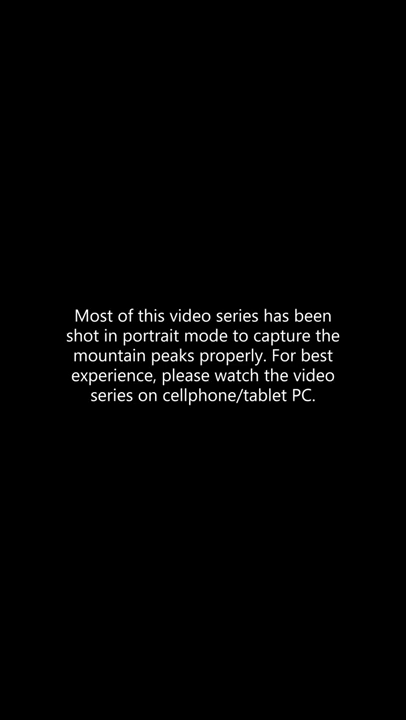 Most of this video series has been
shot in portrait mode to capture the
mountain peaks properly. For best
experience, please watch the video
series on cellphone/tablet PC.